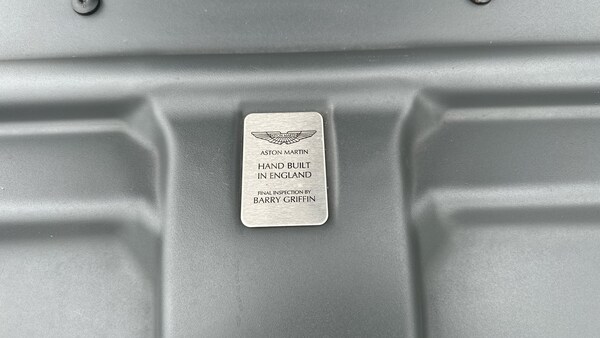 ASTON MARTIN
HAND BUILT
IN ENGLAND
FINAL INSPECTION BY
BARRY GRIFFIN